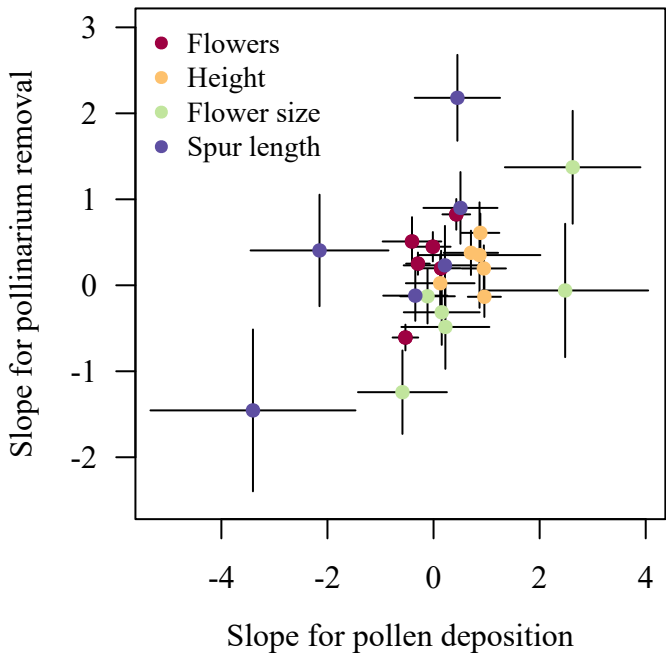 Flowers
Height
Flower size
Spur length
3
2
1
0
-1
-2
Slope for pollinarium removal
-4 -2 0 2 4
Slope for pollen deposition